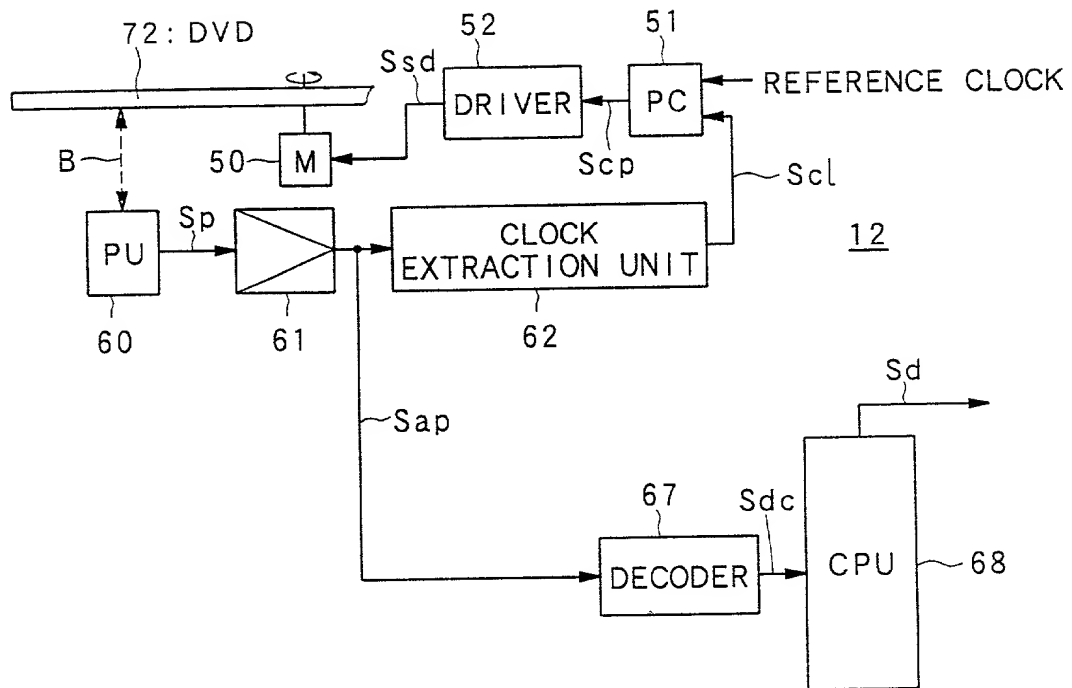 72: DVD
52
51
Ssd
DRIVER
PC
REFERENCE CLOCK
Scp
B
50
M
Scl
Sp
PU
CLOCK
EXTRACTION UNIT
12
60
61
62
Sd
Sap
67
Sdc
DECODER
CPU
68